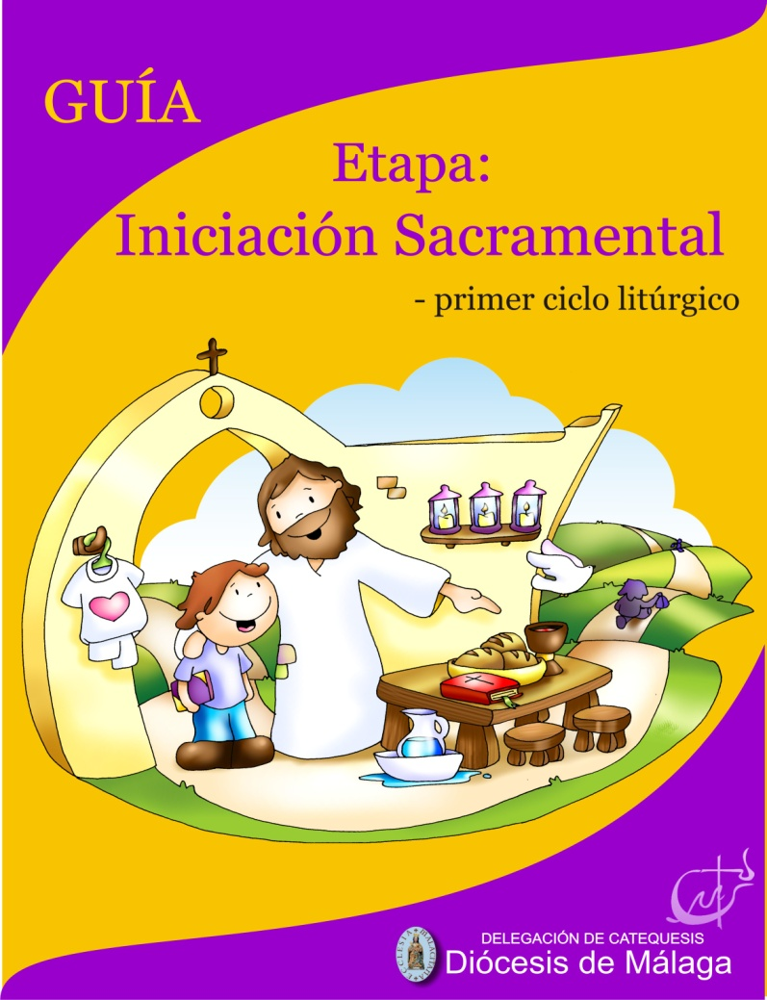 GUÍA
Etapa:
Iniciación Sacramental
- primer ciclo litúrgico
DELEGACIÓN DE CATEQUESIS
Diócesis de Málaga